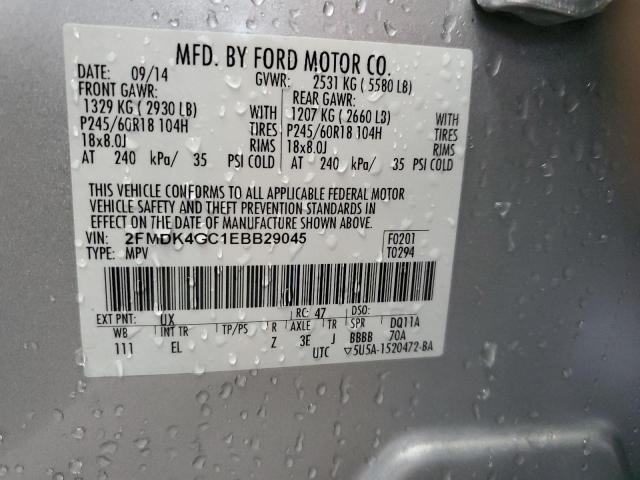 MFD. BY FORD MOTOR CO.
DATE: 09/14 GVWR: 2531 KG ( 5580 LB)
FRONT GAWR: REAR GAWR:
1329 KG ( 2930 LB) WITH 1207 KG ( 2660 LB) WITH
P245/60R18 104H TIRES P245/60R18 104H TIRES
18x8.0J RIMS 18x8.0J RIMS
AT 240 kPa/ 35 PSI COLD AT 240 kPa/ 35 PSI COLD
THIS VEHICLE CONFORMS TO ALL APPLICABLE FEDERAL MOTOR
VEHICLE SAFETY AND THEFT PREVENTION STANDARDS IN
EFFECT ON THE DATE OF MANUFACTURE SHOWN ABOVE.
VIN: 2FMDK4GC1EBB29045 F0201
TYPE: MPV T0294
EXT PNT: UX RC: 47 DSO:
WB INT TR TP/PS R AXLE TR SPR DQ11A
111 EL Z 3E J BBBB 70A
UTC ▽5U5A-1520472-BA